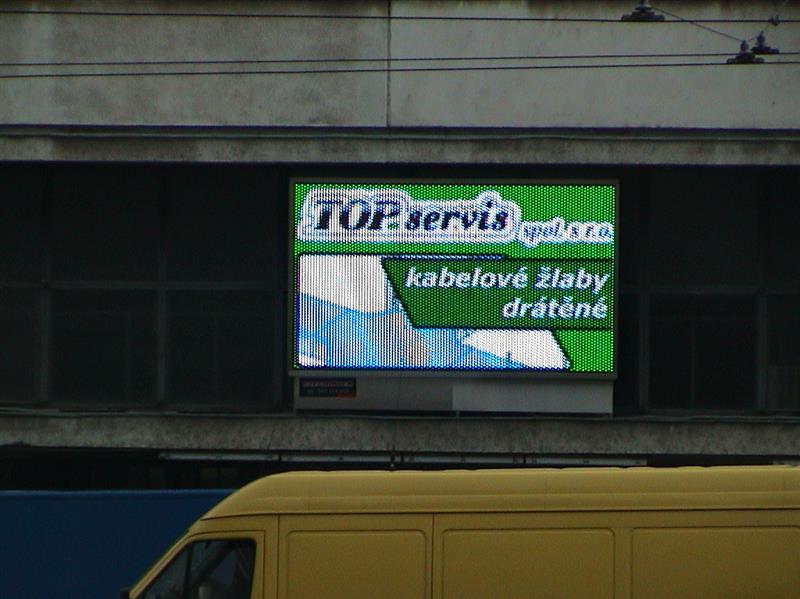 TOP servis spol. s r.o.
kabelové žlaby
drátěné